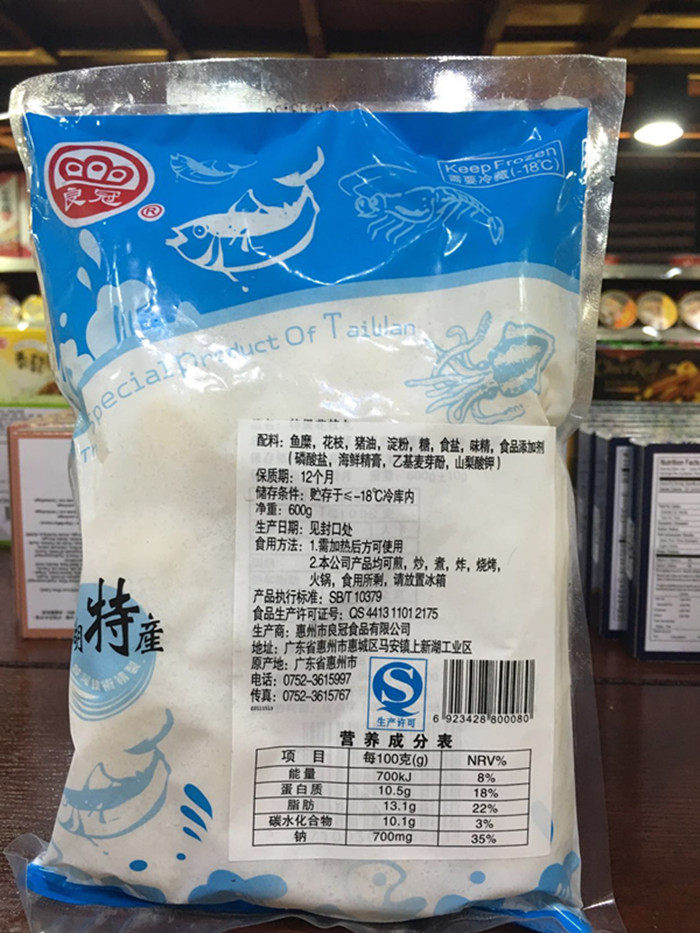 良冠
®
Keep Frozen
需要冷藏(-18℃)
Special Product Of Taiwan
特產
配料：鱼糜，花枝，猪油，淀粉，糖，食盐，味精，食品添加剂
（磷酸盐，海鲜精膏，乙基麦芽酚，山梨酸钾）
保质期：12个月
储存条件：贮存于≤-18℃冷库内
净重：600g
生产日期：见封口处
食用方法：1.需加热后方可使用
2.本公司产品均可煎，炒，煮，炸，烧烤，
火锅，食用所剩，请放置冰箱
产品执行标准：SB/T 10379
食品生产许可证号：QS 4413 1101 2175
生产商：惠州市良冠食品有限公司
地址：广东省惠州市惠城区马安镇上新湖工业区
原产地：广东省惠州市
电话：0752-3615997
传真：0752-3615767
生产许可
6 923428 800080
营养成分表
项 目 每100克(g) NRV%
能量 700kJ 8%
蛋白质 10.5g 18%
脂肪 13.1g 22%
碳水化合物 10.1g 3%
钠 700mg 35%